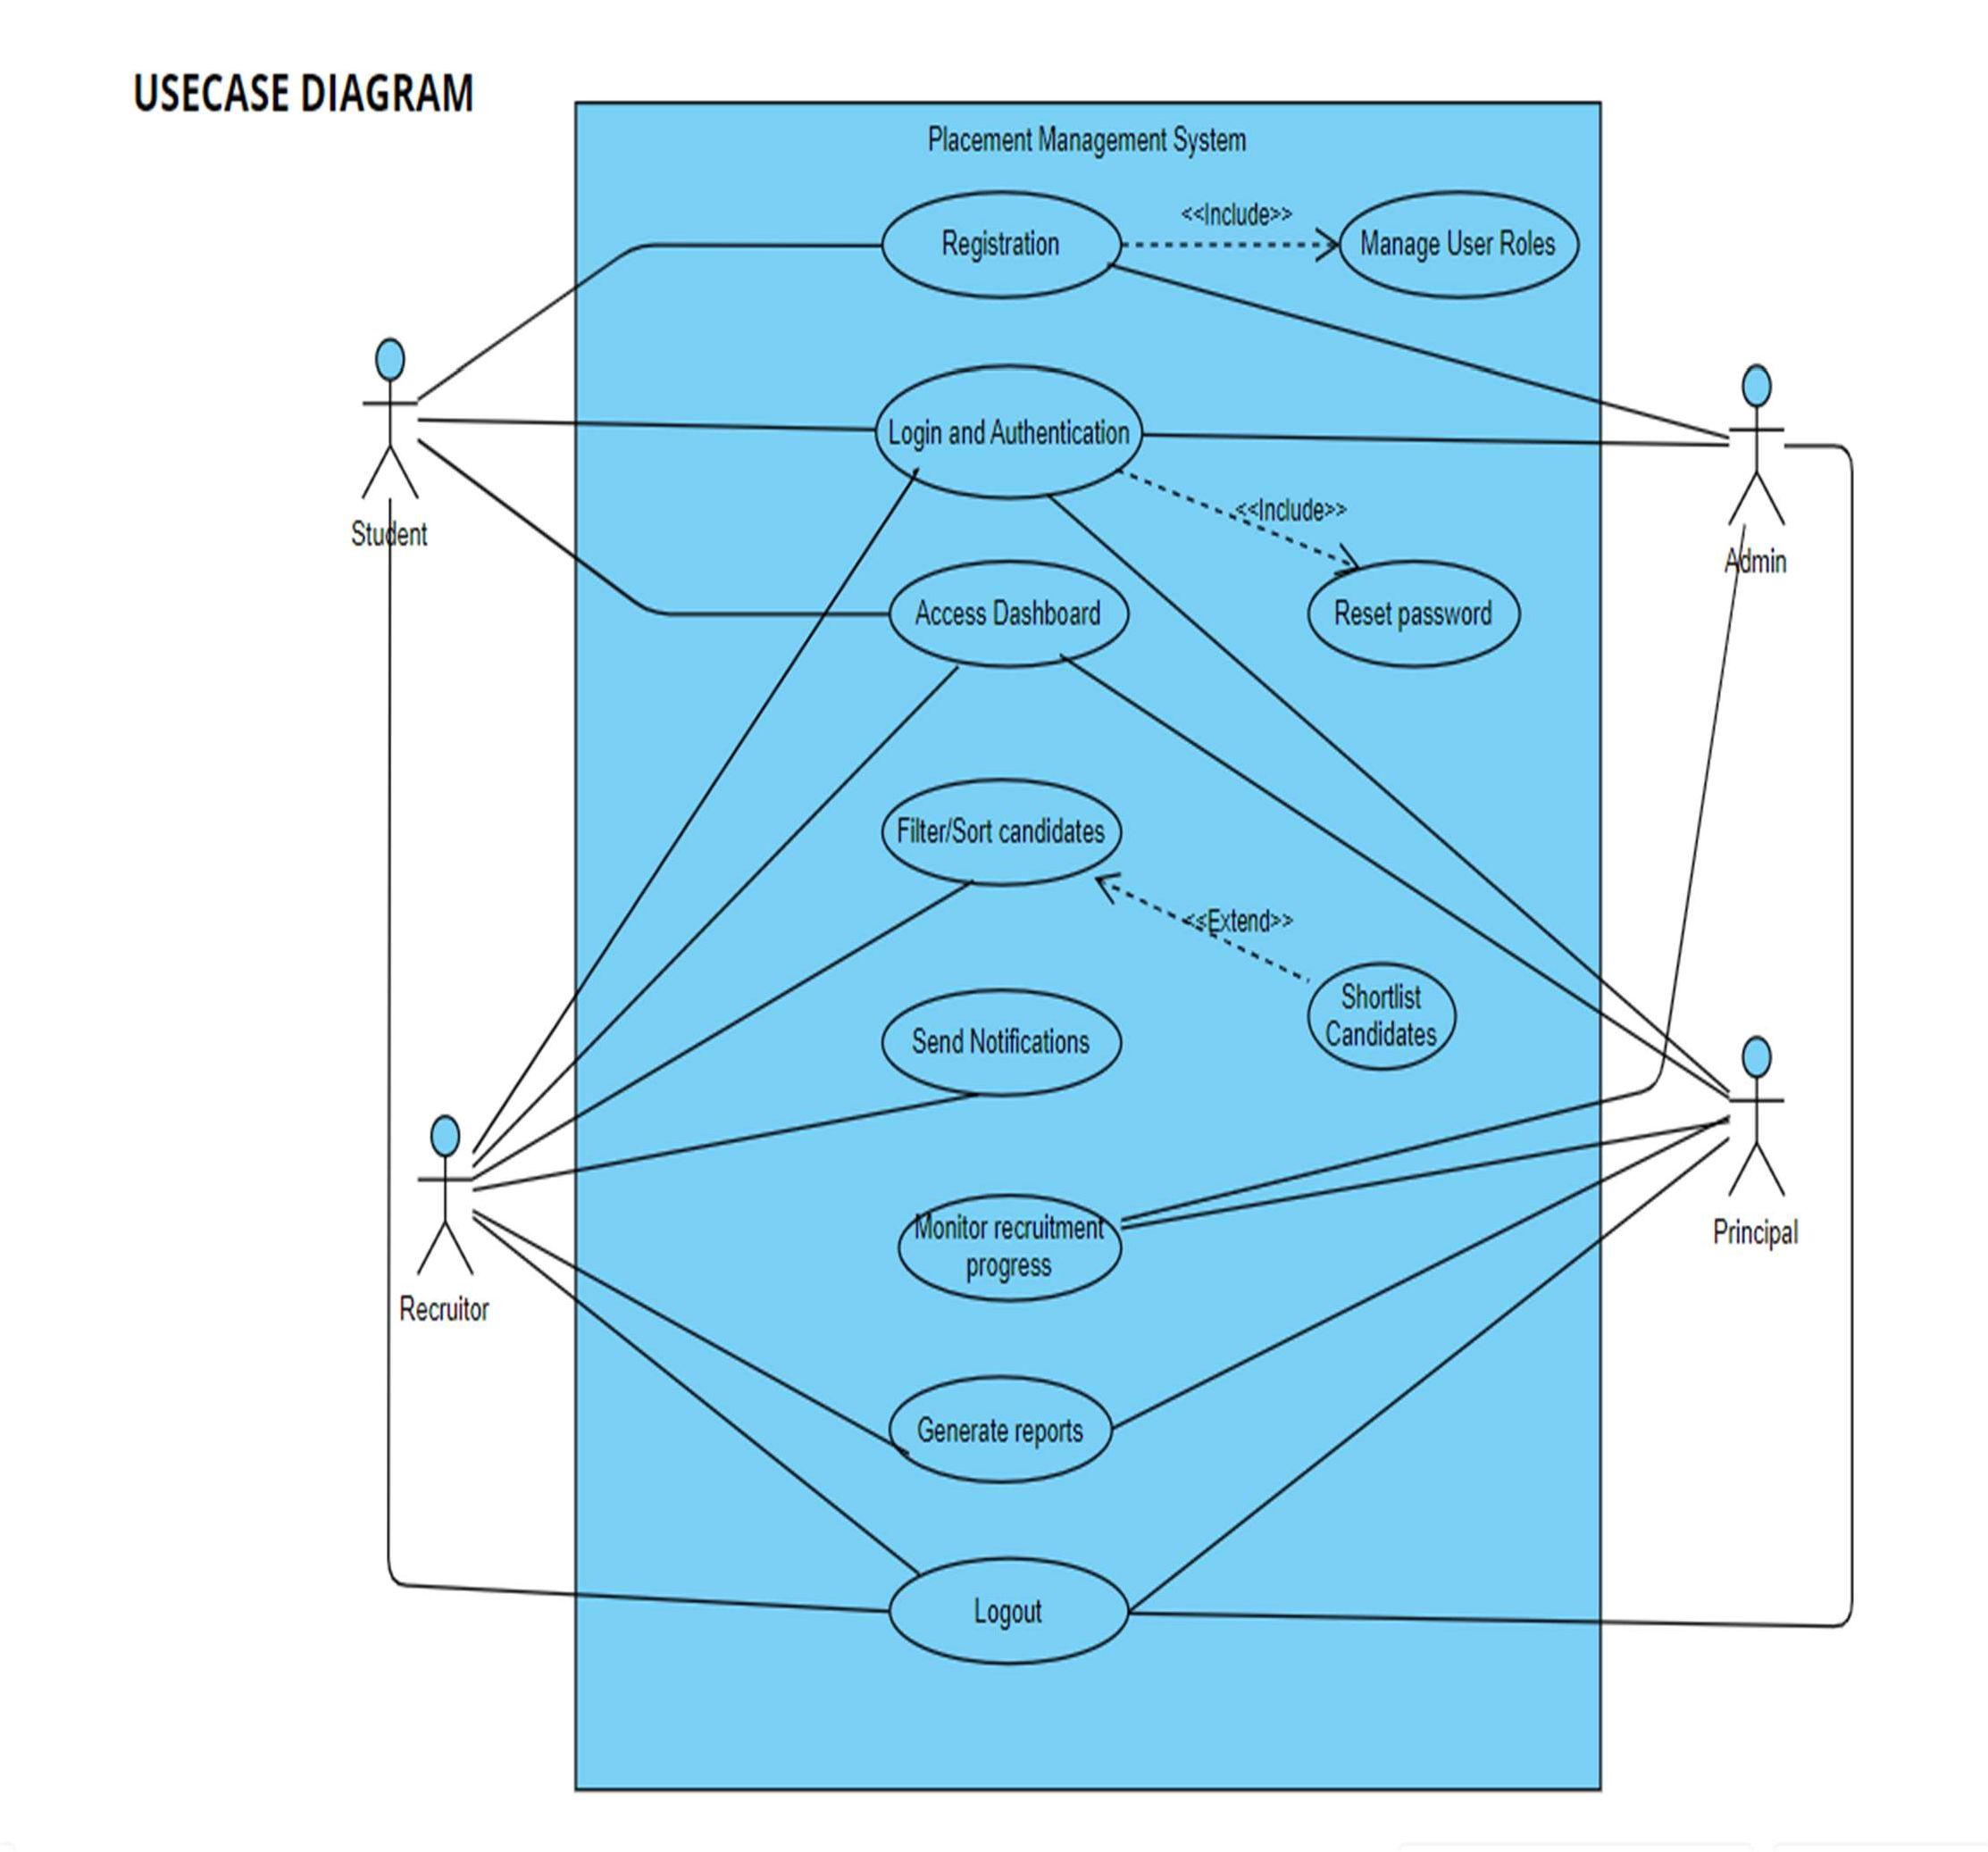 USECASE DIAGRAM
Placement Management System
Registration
<<Include>>
Manage User Roles
Login and Authentication
<<Include>>
Student
Admin
Access Dashboard
Reset password
Filter/Sort candidates
<<Extend>>
Shortlist
Candidates
Send Notifications
Monitor recruitment
progress
Principal
Recruitor
Generate reports
Logout